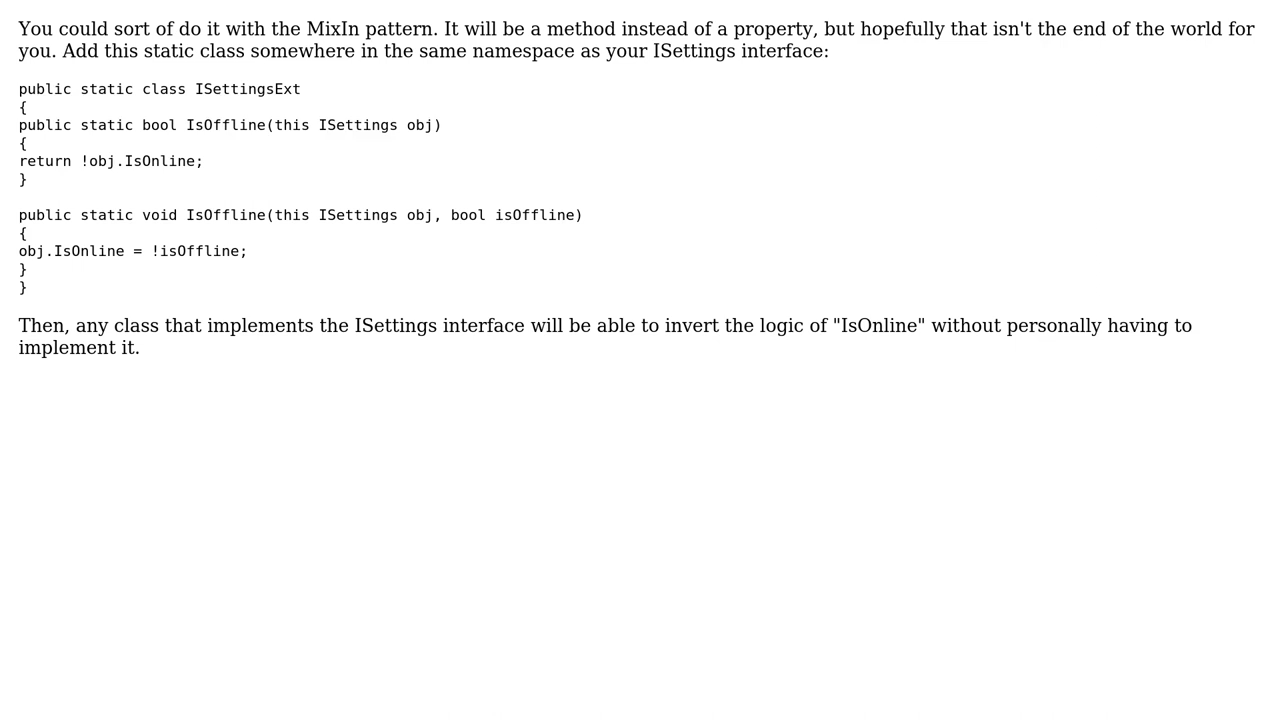 You could sort of do it with the MixIn pattern. It will be a method instead of a property, but hopefully that isn't the end of the world for
you. Add this static class somewhere in the same namespace as your ISettings interface:
public static class ISettingsExt
{
public static bool IsOffline(this ISettings obj)
{
return !obj.IsOnline;
}
public static void IsOffline(this ISettings obj, bool isOffline)
{
obj.IsOnline = !isOffline;
}
}
Then, any class that implements the ISettings interface will be able to invert the logic of "IsOnline" without personally having to
implement it.